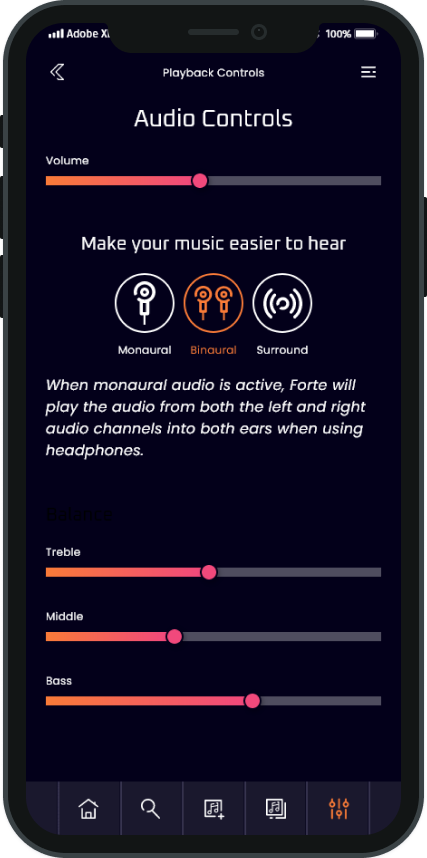 Adobe
100%
Playback Controls
Audio Controls
Volume
Make your music easier to hear
Monaural Binaural Surround
When monaural audio is active, Forte will
play the audio from both the left and right
audio channels into both ears when using
headphones.
Balance
Treble
Middle
Bass